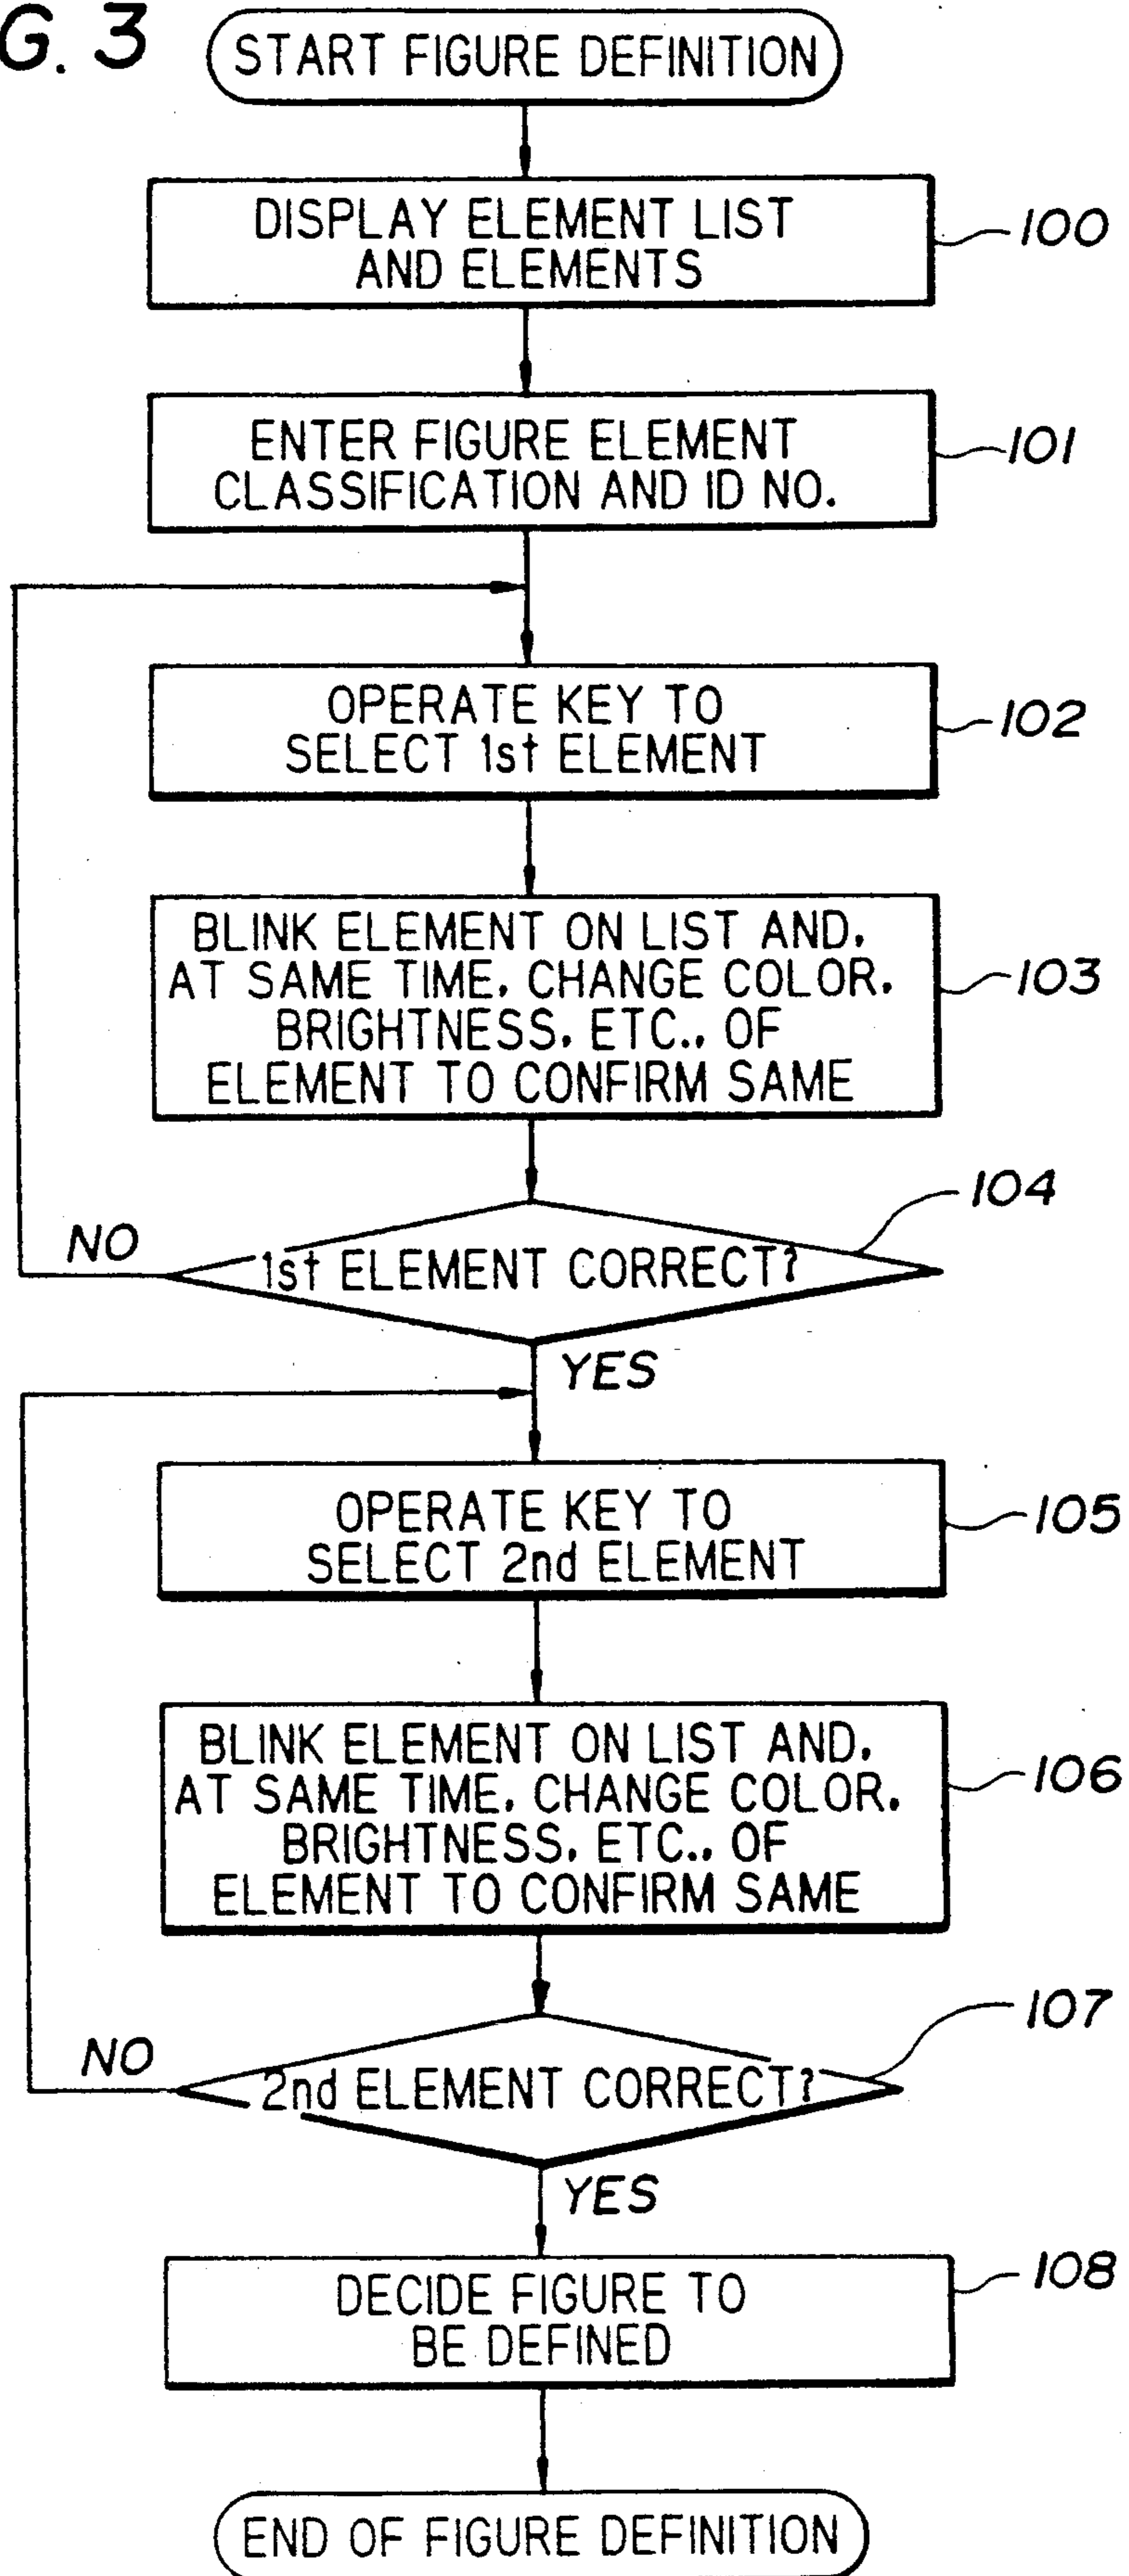 G. 3
START FIGURE DEFINITION
DISPLAY ELEMENT LIST
AND ELEMENTS
100
ENTER FIGURE ELEMENT
CLASSIFICATION AND ID NO.
101
OPERATE KEY TO
SELECT 1st ELEMENT
102
BLINK ELEMENT ON LIST AND,
AT SAME TIME, CHANGE COLOR,
BRIGHTNESS, ETC., OF
ELEMENT TO CONFIRM SAME
103
104
NO
1st ELEMENT CORRECT?
YES
OPERATE KEY TO
SELECT 2nd ELEMENT
105
BLINK ELEMENT ON LIST AND,
AT SAME TIME, CHANGE COLOR,
BRIGHTNESS, ETC., OF
ELEMENT TO CONFIRM SAME
106
107
NO
2nd ELEMENT CORRECT?
YES
DECIDE FIGURE TO
BE DEFINED
108
END OF FIGURE DEFINITION